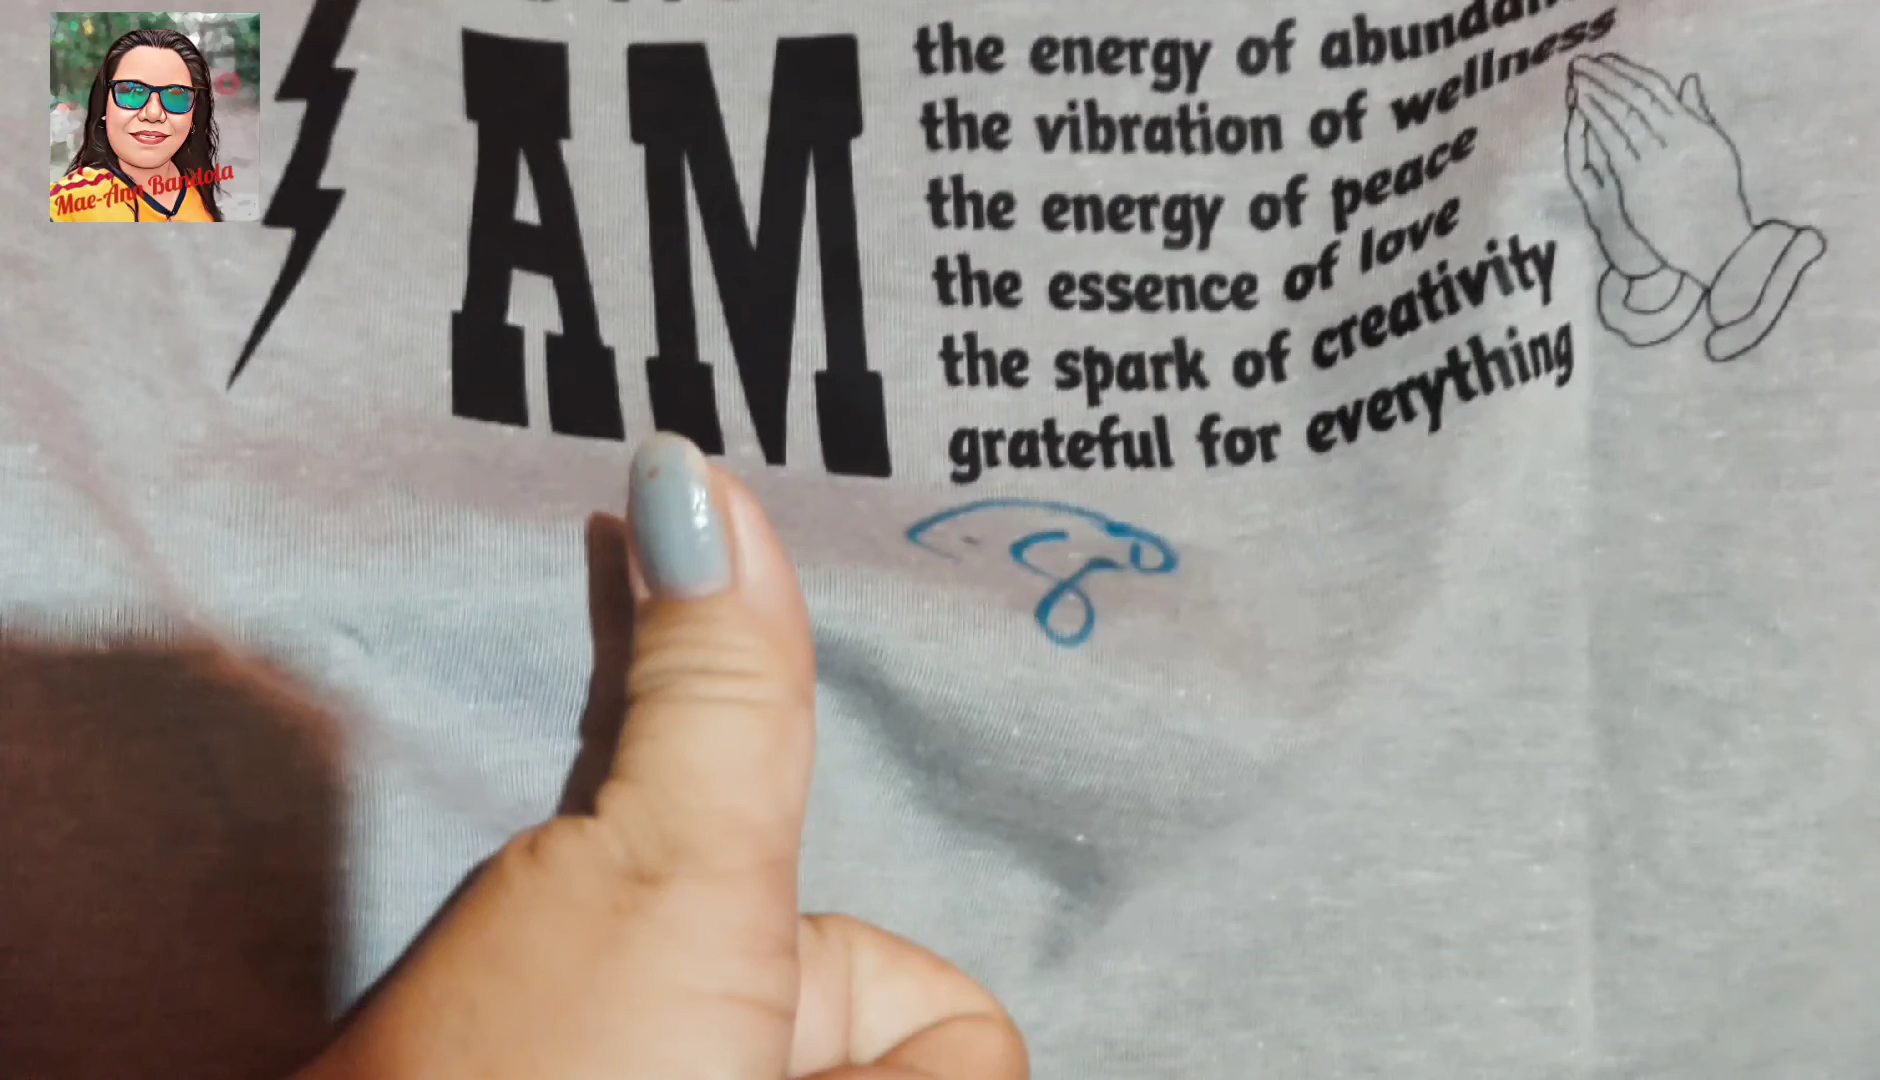 AM
the energy of
the vibration of wellness
the energy of peace
the essence of love
the spark of creativity
grateful for everything
Mae-Ann Bandola